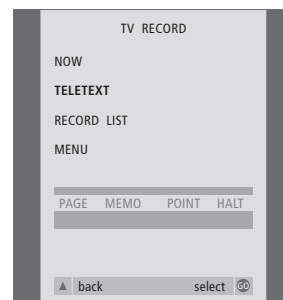 TV RECORD
NOW
TELETEXT
RECORD LIST
MENU
PAGE MEMO POINT HALT
▲ back select GO